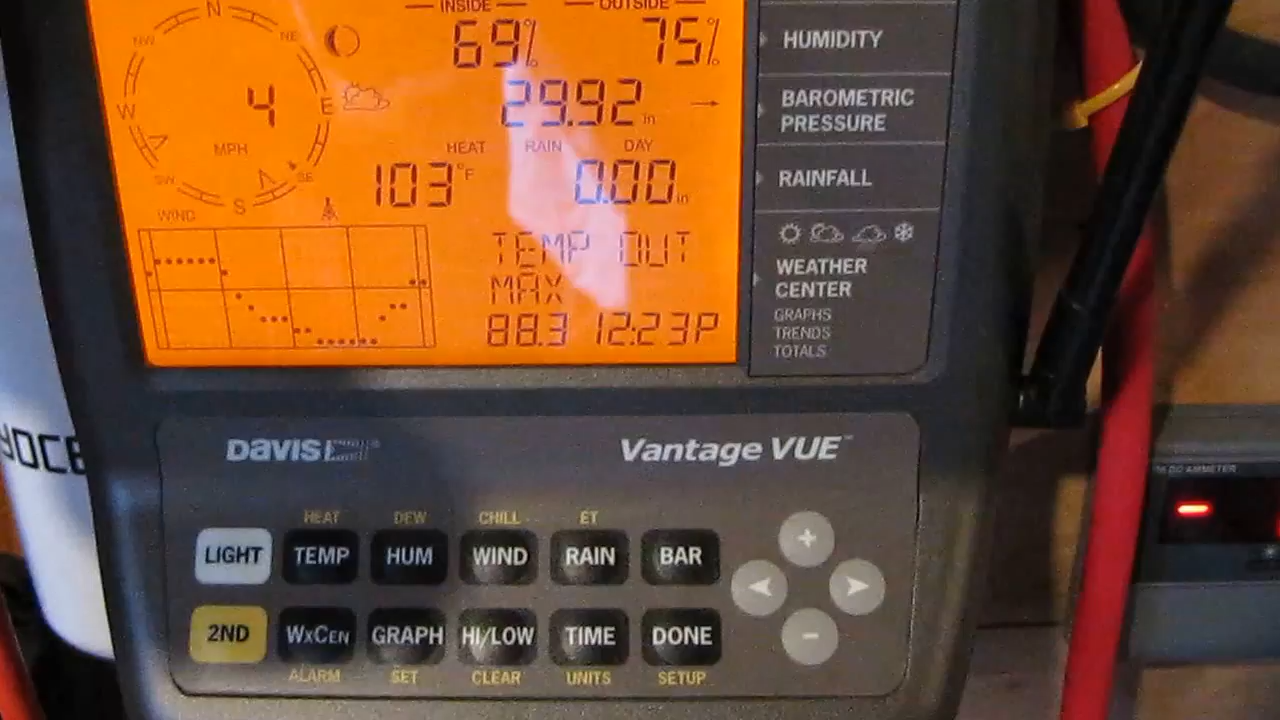 INSIDE OUTSIDE
N
NW NE
69% 75%
W E
4
MPH
29.92 in
HEAT RAIN DAY
103°F 0.00 in
SW SE
S
WIND
TEMP OUT
MAX
88.3 12:23P
HUMIDITY
BAROMETRIC
PRESSURE
RAINFALL
WEATHER
CENTER
GRAPHS
TRENDS
TOTALS
DAVIS
Vantage VUE™
HEAT DEW CHILL ET
LIGHT TEMP HUM WIND RAIN BAR
+
2ND WxCEN GRAPH HI/LOW TIME DONE
−
ALARM SET CLEAR UNITS SETUP
DC AMMETER